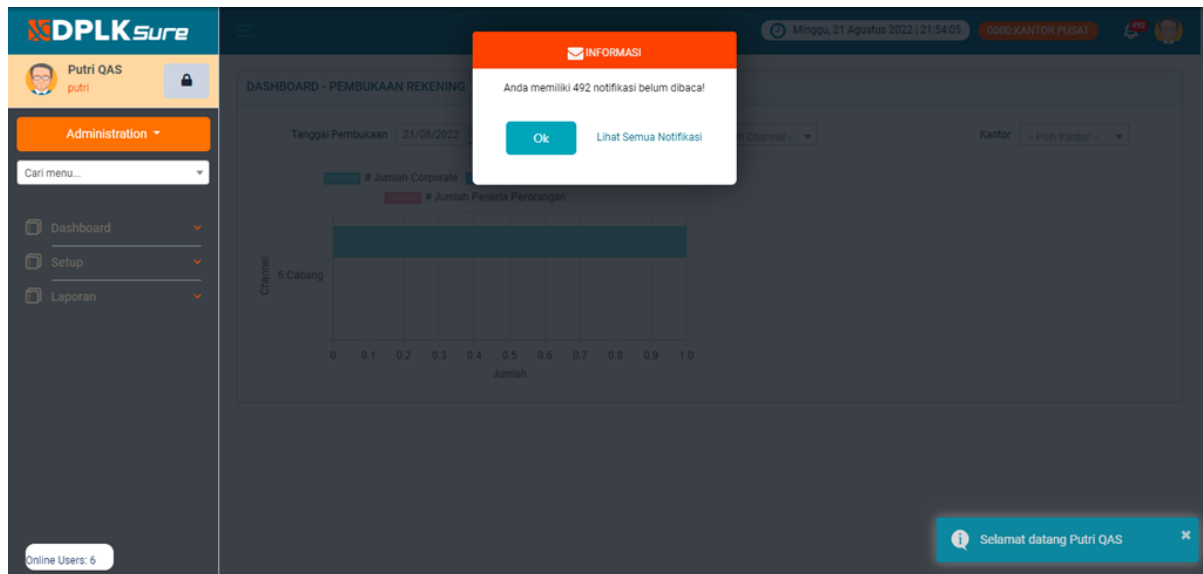 DPLKSure
Minggu, 21 Agustus 2022 | 21:54:05
0000:KANTOR PUSAT
492
Putri QAS
putri
Administration
Cari menu...
Dashboard
Setup
Laporan
Online Users: 6
INFORMASI
Anda memiliki 492 notifikasi belum dibaca!
Ok
Lihat Semua Notifikasi
DASHBOARD - PEMBUKAAN REKENING
Tanggal Pembukaan
21/08/2022
Channel --
Kantor
-- Pilih Kantor --
# Jumlah Corporate
# Jumlah Peserta Perorangan
Channel
5:Cabang
0 0.1 0.2 0.3 0.4 0.5 0.6 0.7 0.8 0.9 1.0
Jumlah
Selamat datang Putri QAS